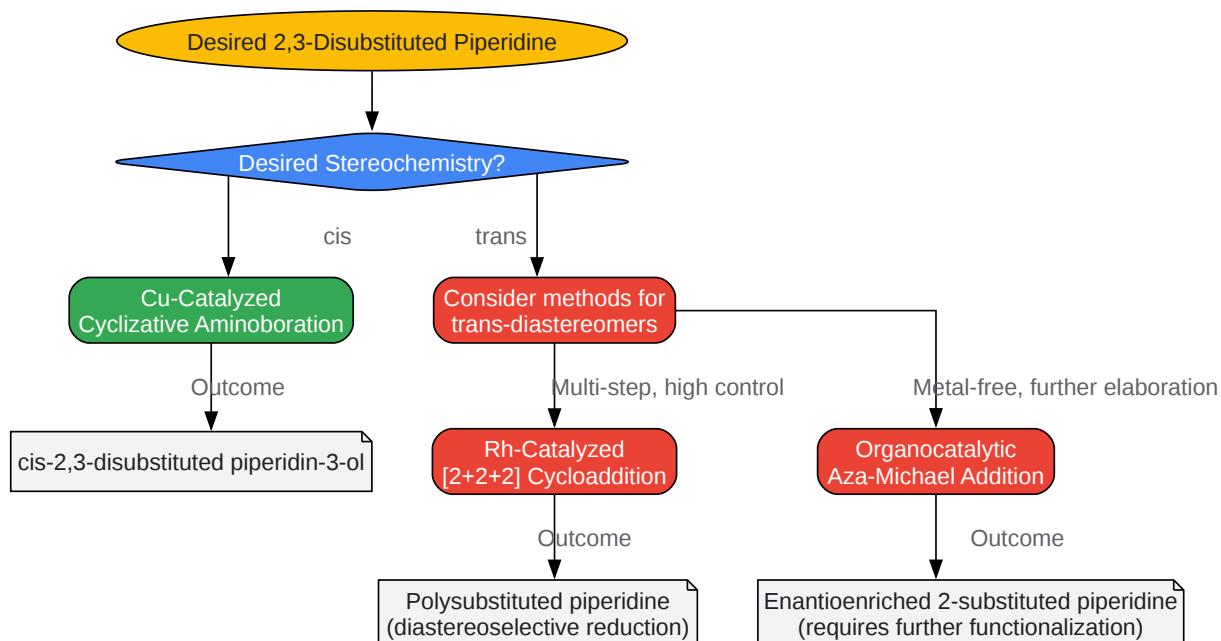 Desired 2,3-Disubstituted Piperidine
Desired Stereochemistry?
cis
trans
Cu-Catalyzed
Cyclizative Aminoboration
Consider methods for
trans-diastereomers
Outcome
Multi-step, high control
Metal-free, further elaboration
cis-2,3-disubstituted piperidin-3-ol
Rh-Catalyzed
[2+2+2] Cycloaddition
Organocatalytic
Aza-Michael Addition
Outcome
Outcome
Polysubstituted piperidine
(diastereoselective reduction)
Enantioenriched 2-substituted piperidine
(requires further functionalization)